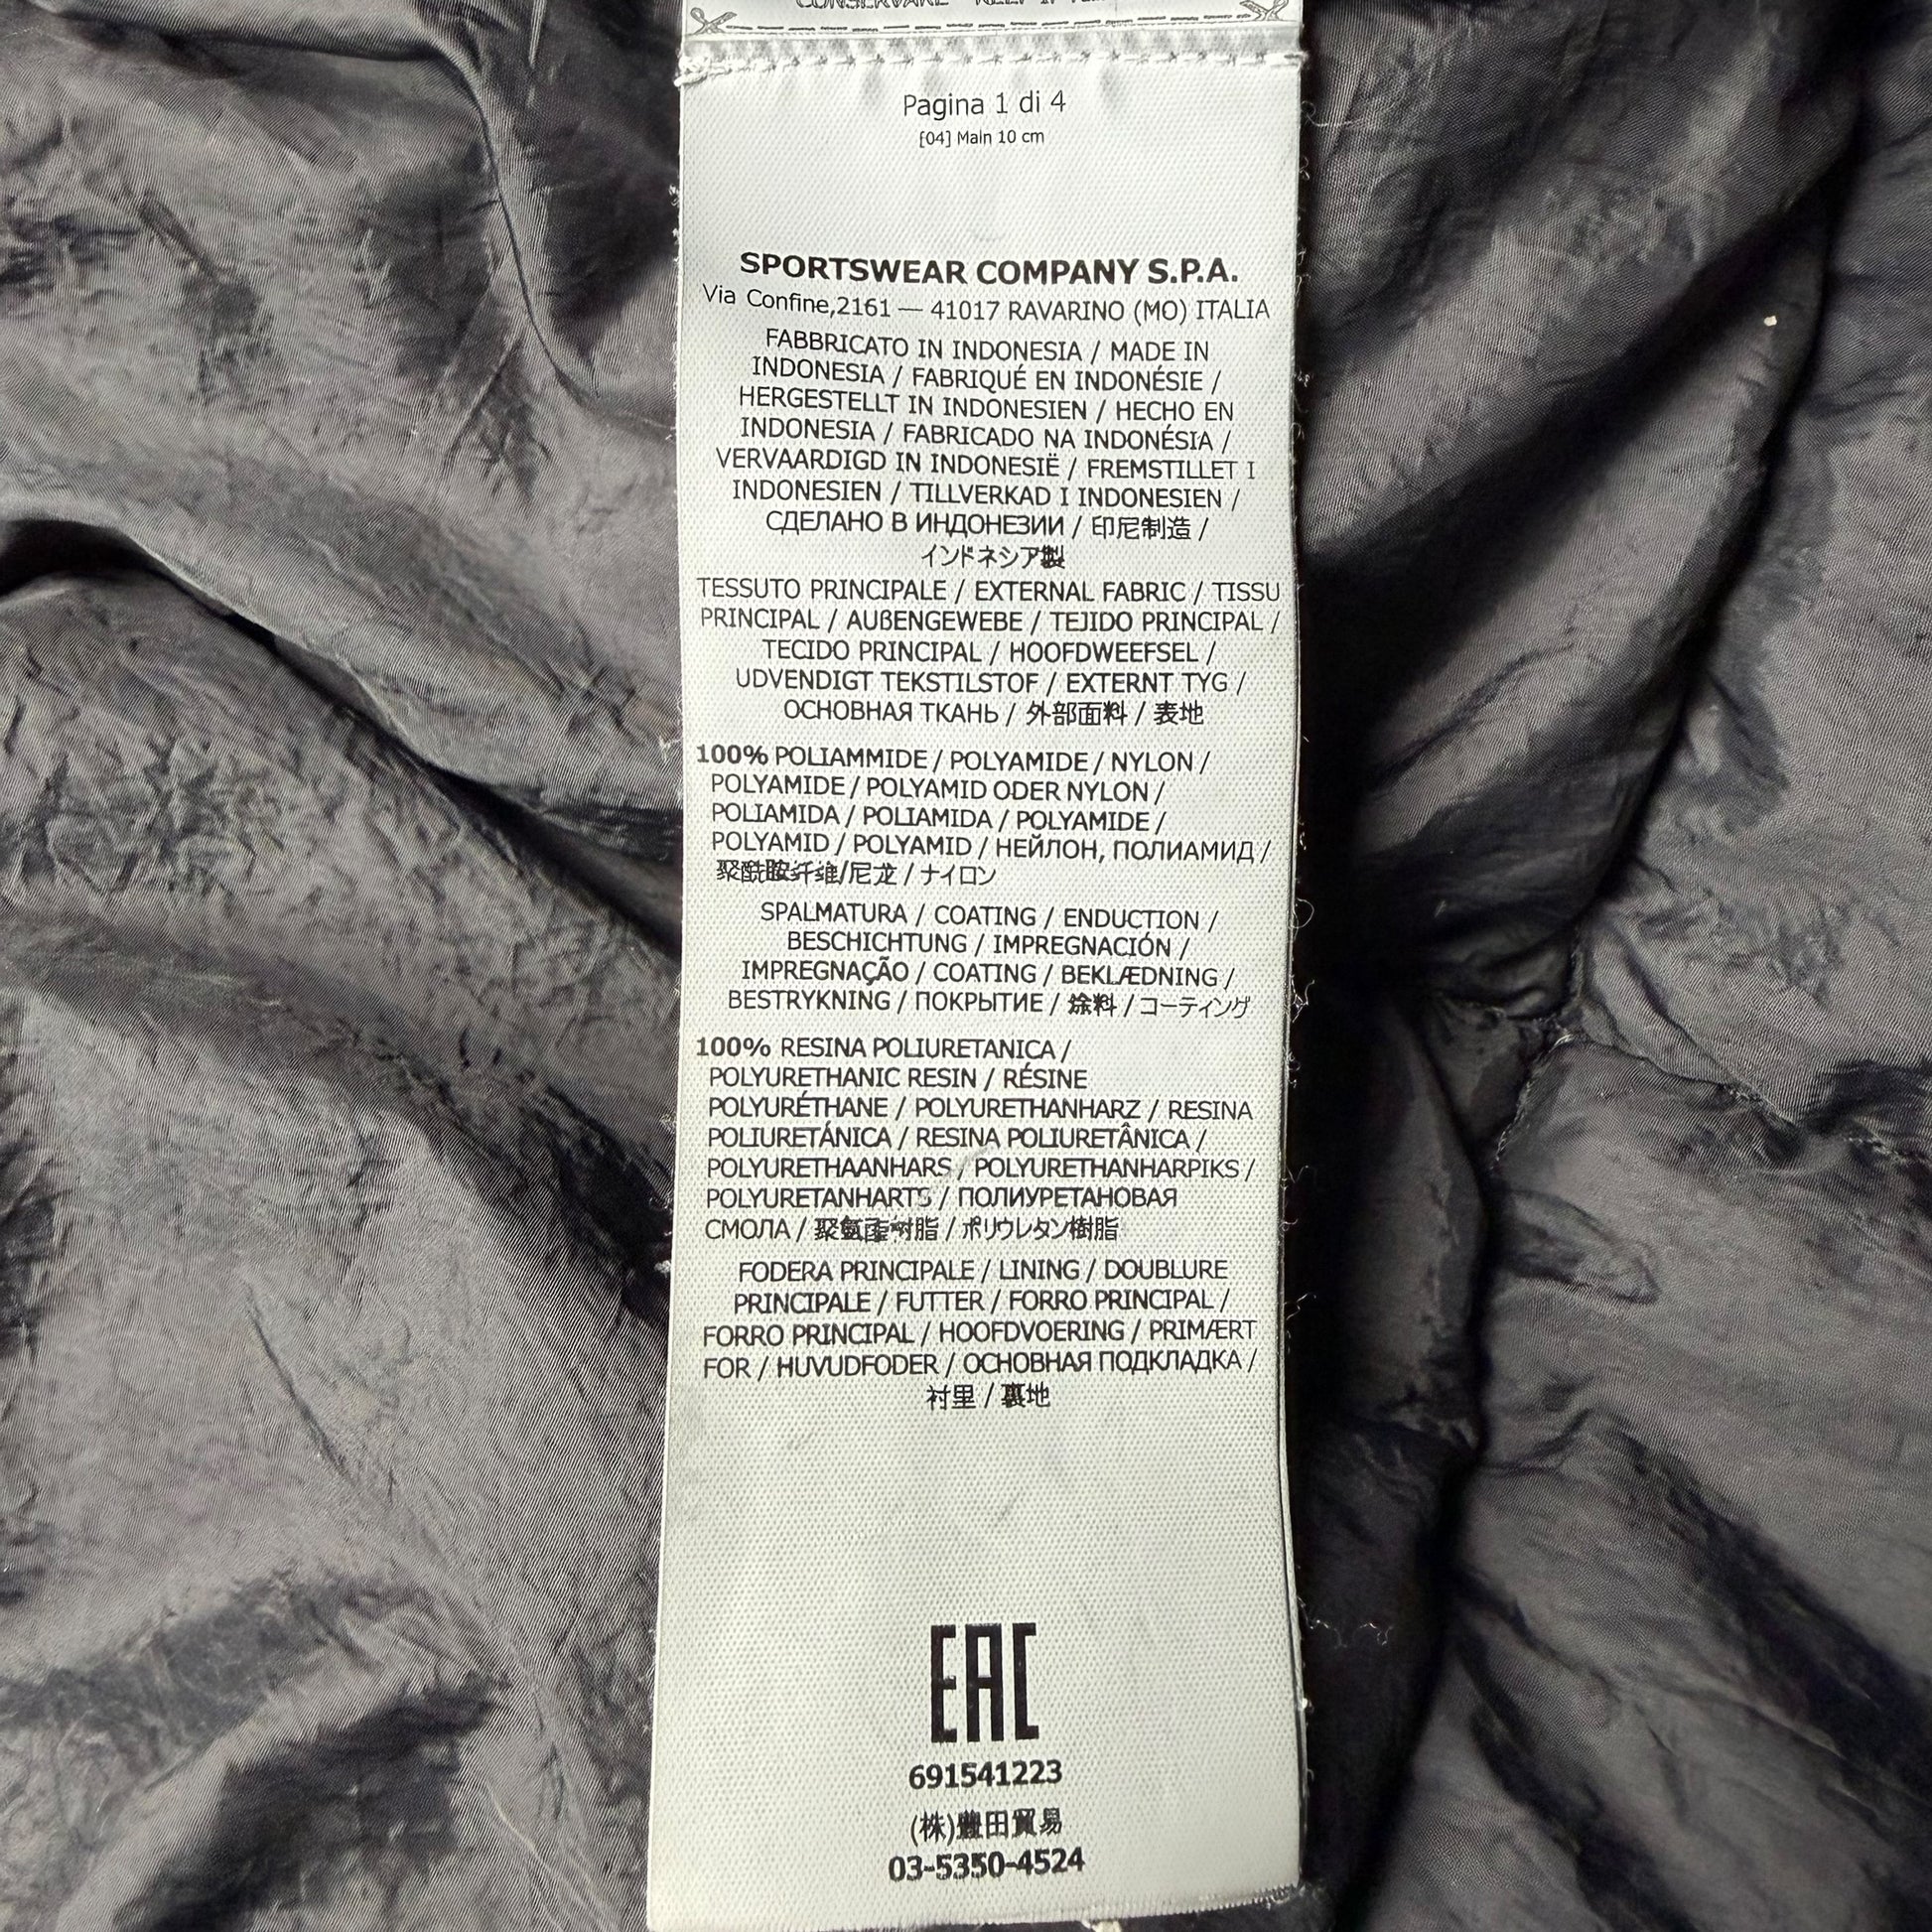 CONSERVARE KEEP IT
Pagina 1 di 4
[04] Main 10 cm
SPORTSWEAR COMPANY S.P.A.
Via Confine,2161 — 41017 RAVARINO (MO) ITALIA
FABBRICATO IN INDONESIA / MADE IN
INDONESIA / FABRIQUÉ EN INDONÉSIE /
HERGESTELLT IN INDONESIEN / HECHO EN
INDONESIA / FABRICADO NA INDONÉSIA /
VERVAARDIGD IN INDONESIË / FREMSTILLET I
INDONESIEN / TILLVERKAD I INDONESIEN /
СДЕЛАНО В ИНДОНЕЗИИ / 印尼制造 /
インドネシア製
TESSUTO PRINCIPALE / EXTERNAL FABRIC / TISSU
PRINCIPAL / AUßENGEWEBE / TEJIDO PRINCIPAL /
TECIDO PRINCIPAL / HOOFDWEEFSEL /
UDVENDIGT TEKSTILSTOF / EXTERNT TYG /
ОСНОВНАЯ ТКАНЬ / 外部面料 / 表地
100% POLIAMMIDE / POLYAMIDE / NYLON /
POLYAMIDE / POLYAMID ODER NYLON /
POLIAMIDA / POLIAMIDA / POLYAMIDE /
POLYAMID / POLYAMID / НЕЙЛОН, ПОЛИАМИД /
聚酰胺纤维/尼龙 / ナイロン
SPALMATURA / COATING / ENDUCTION /
BESCHICHTUNG / IMPREGNACIÓN /
IMPREGNAÇÃO / COATING / BEKLÆDNING /
BESTRYKNING / ПОКРЫТИЕ / 涂料 / コーティング
100% RESINA POLIURETANICA /
POLYURETHANIC RESIN / RÉSINE
POLYURÉTHANE / POLYURETHANHARZ / RESINA
POLIURETÁNICA / RESINA POLIURETÂNICA /
POLYURETHAANHARS / POLYURETHANHARPIKS /
POLYURETANHARTS / ПОЛИУРЕТАНОВАЯ
СМОЛА / 聚氨酯树脂 / ポリウレタン樹脂
FODERA PRINCIPALE / LINING / DOUBLURE
PRINCIPALE / FUTTER / FORRO PRINCIPAL /
FORRO PRINCIPAL / HOOFDVOERING / PRIMÆRT
FOR / HUVUDFODER / ОСНОВНАЯ ПОДКЛАДКА /
衬里 / 裏地
EAC
691541223
(株)豊田貿易
03-5350-4524